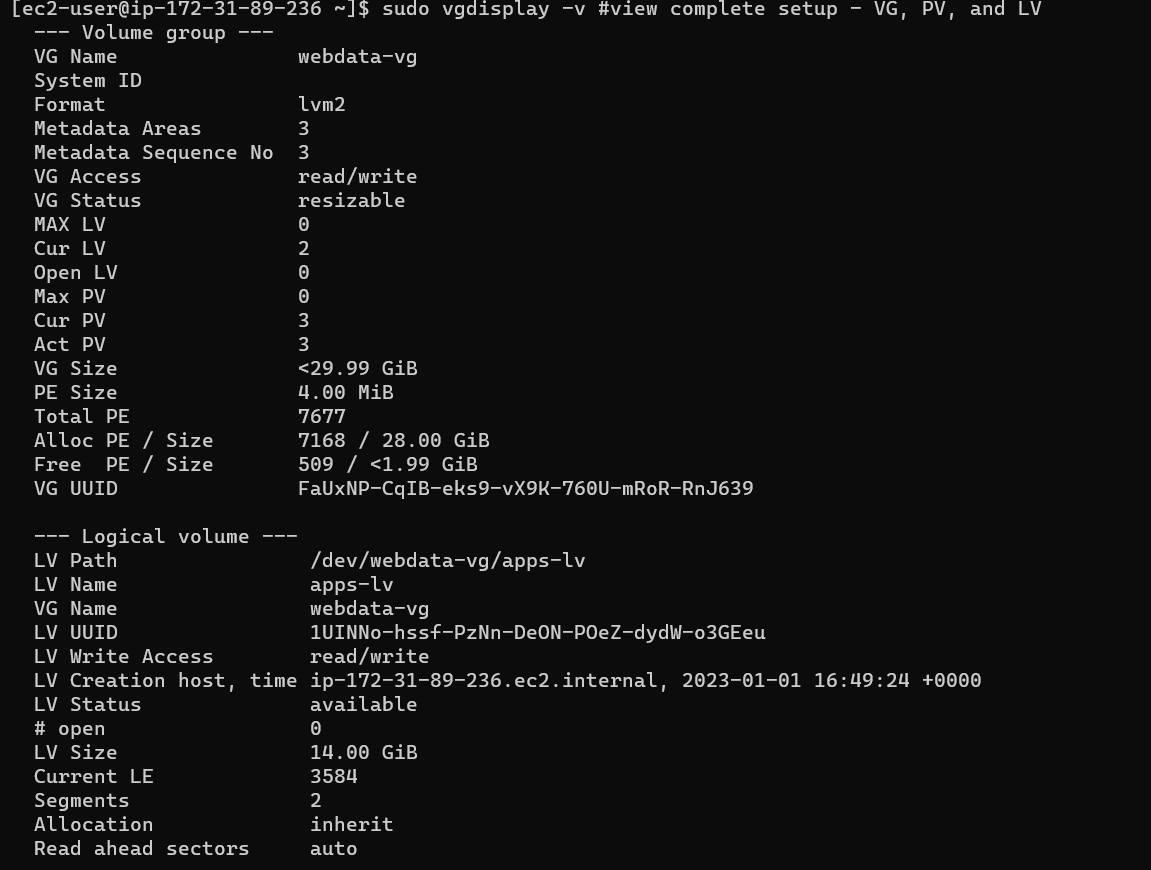 [ec2-user@ip-172-31-89-236 ~]$ sudo vgdisplay -v #view complete setup - VG, PV, and LV
--- Volume group ---
VG Name webdata-vg
System ID
Format lvm2
Metadata Areas 3
Metadata Sequence No 3
VG Access read/write
VG Status resizable
MAX LV 0
Cur LV 2
Open LV 0
Max PV 0
Cur PV 3
Act PV 3
VG Size <29.99 GiB
PE Size 4.00 MiB
Total PE 7677
Alloc PE / Size 7168 / 28.00 GiB
Free PE / Size 509 / <1.99 GiB
VG UUID FaUxNP-CqIB-eks9-vX9K-760U-mRoR-RnJ639
--- Logical volume ---
LV Path /dev/webdata-vg/apps-lv
LV Name apps-lv
VG Name webdata-vg
LV UUID 1UINNo-hssf-PzNn-DeON-POeZ-dydW-o3GEeu
LV Write Access read/write
LV Creation host, time ip-172-31-89-236.ec2.internal, 2023-01-01 16:49:24 +0000
LV Status available
# open 0
LV Size 14.00 GiB
Current LE 3584
Segments 2
Allocation inherit
Read ahead sectors auto